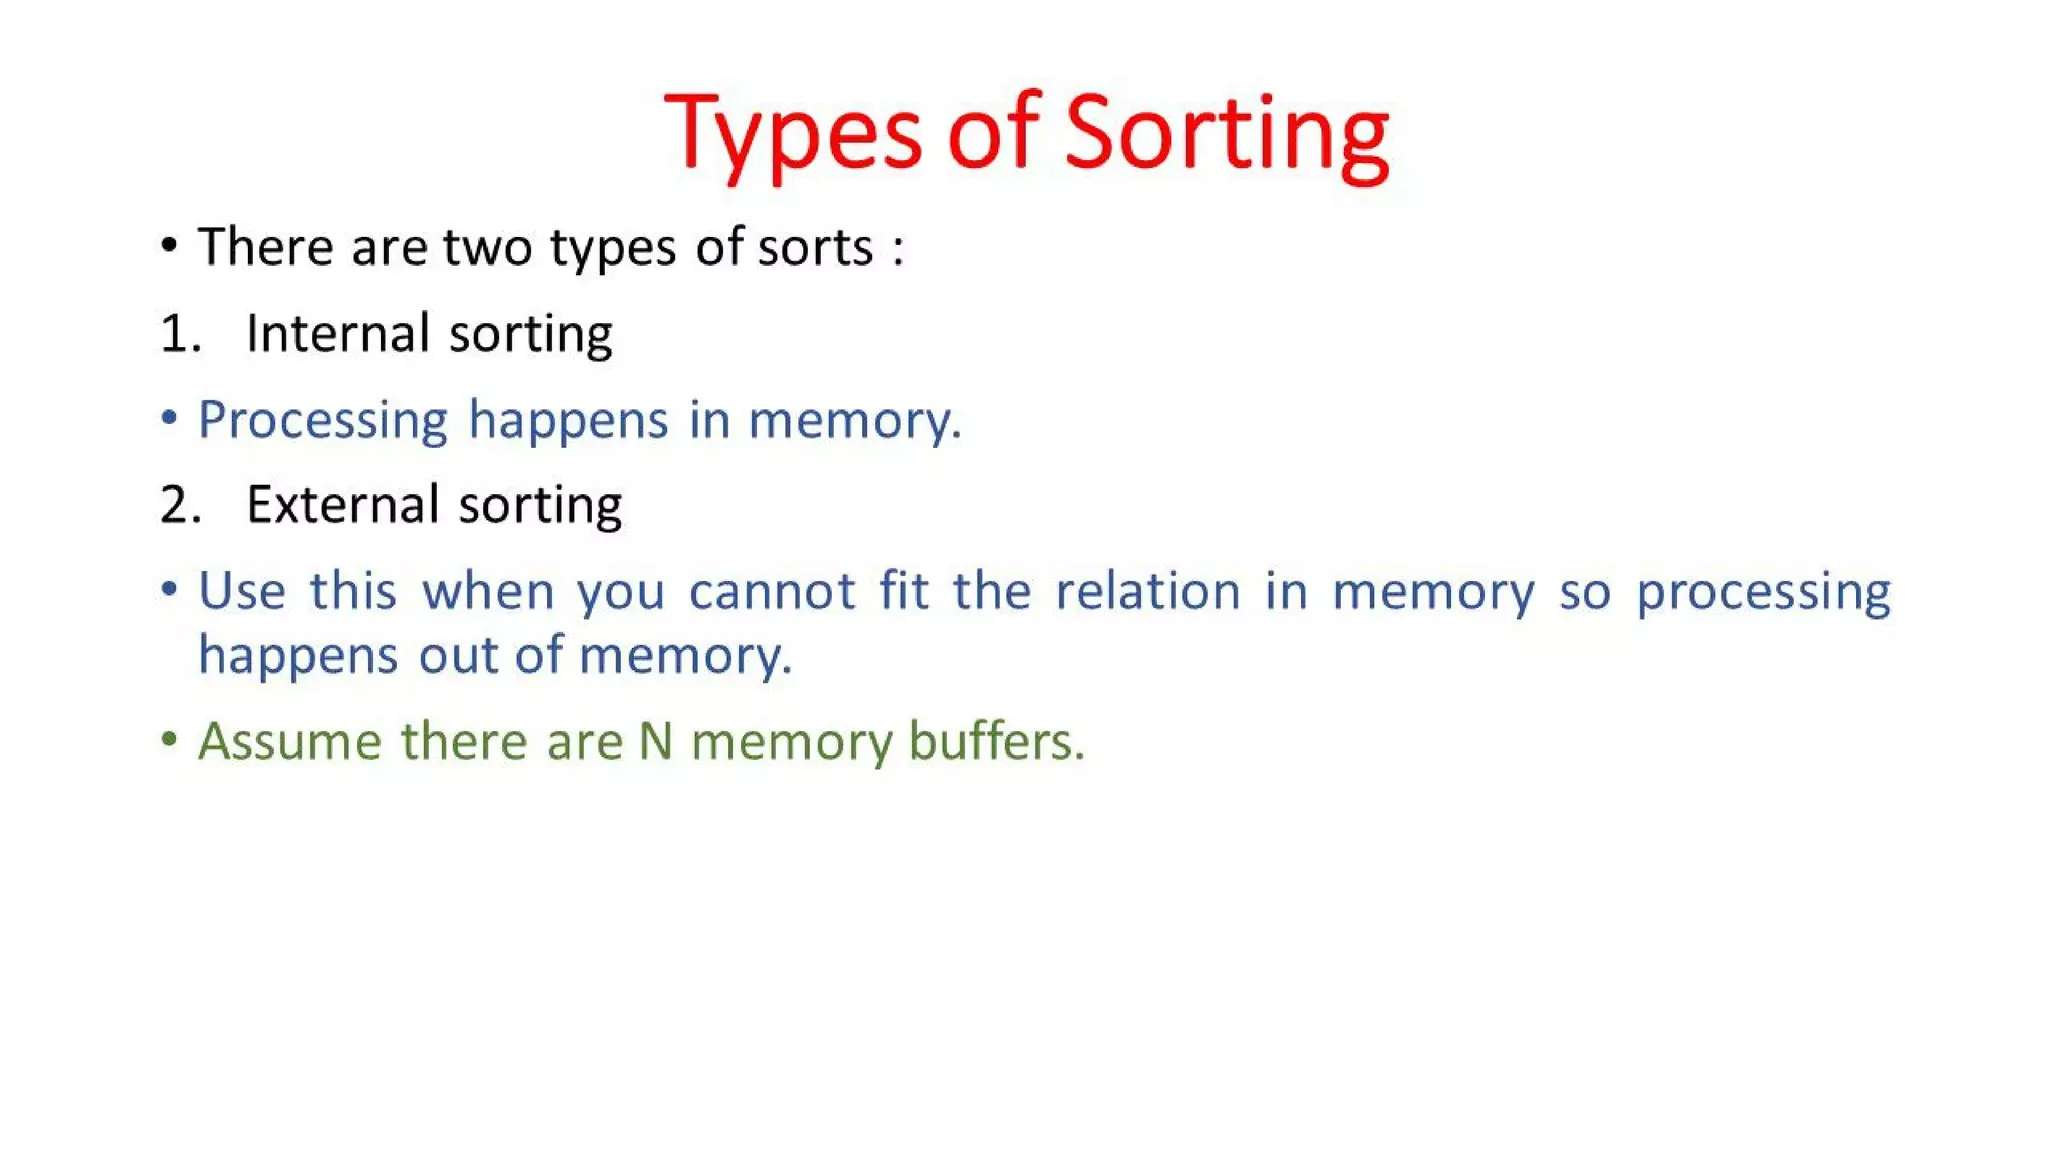 Types of Sorting
• There are two types of sorts :
1. Internal sorting
• Processing happens in memory.
2. External sorting
• Use this when you cannot fit the relation in memory so processing
happens out of memory.
• Assume there are N memory buffers.